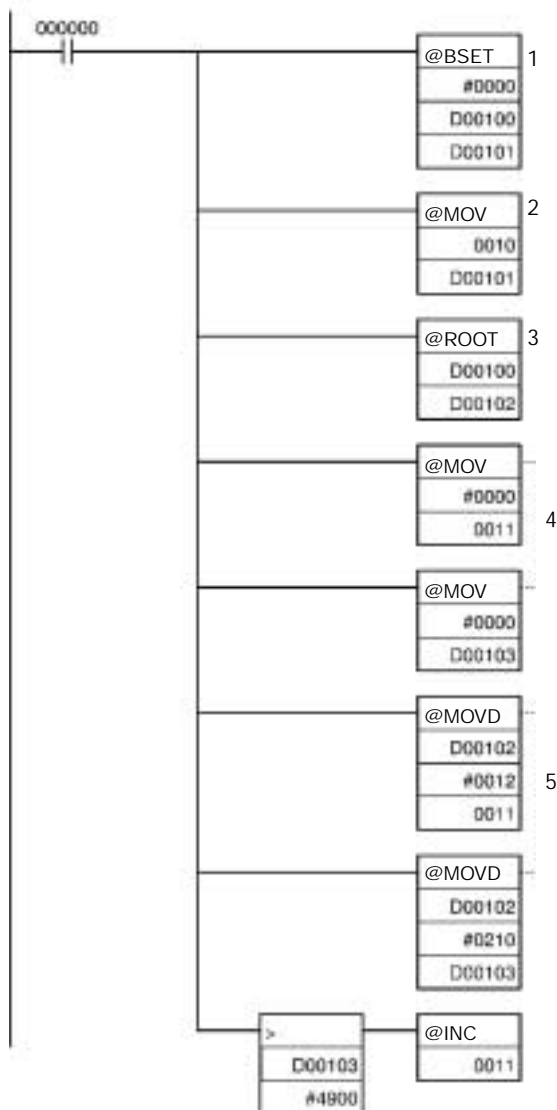 000000
@BSET 1
#0000
D00100
D00101
@MOV 2
0010
D00101
@ROOT 3
D00100
D00102
@MOV
#0000
0011
4
@MOV
#0000
D00103
@MOVD
D00102
#0012 5
0011
@MOVD
D00102
#0210
D00103
> @INC
D00103 0011
#4900